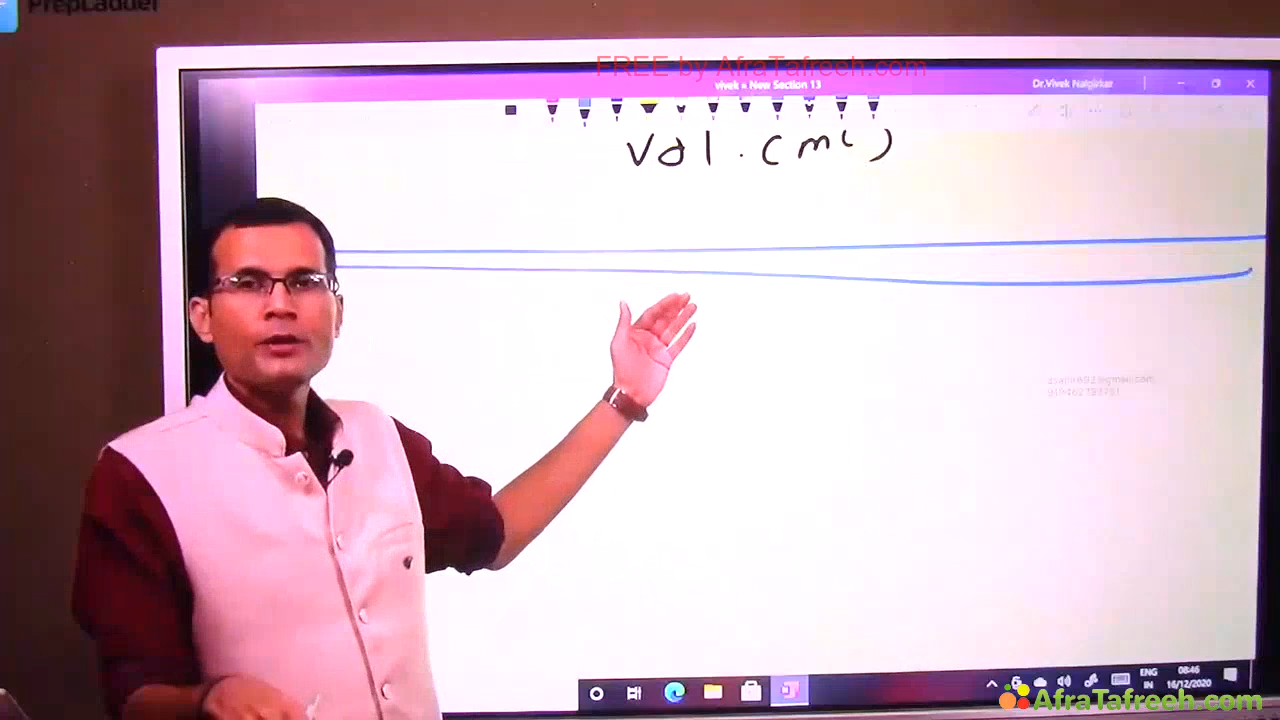 PrepLadder
FREE by AfraTafreeh.com
vivek » New Section 13
Dr.Vivek Nalgirkar
Vol. (ml)
ENG
IN
08:46
16/12/2020
AfraTafreeh.com